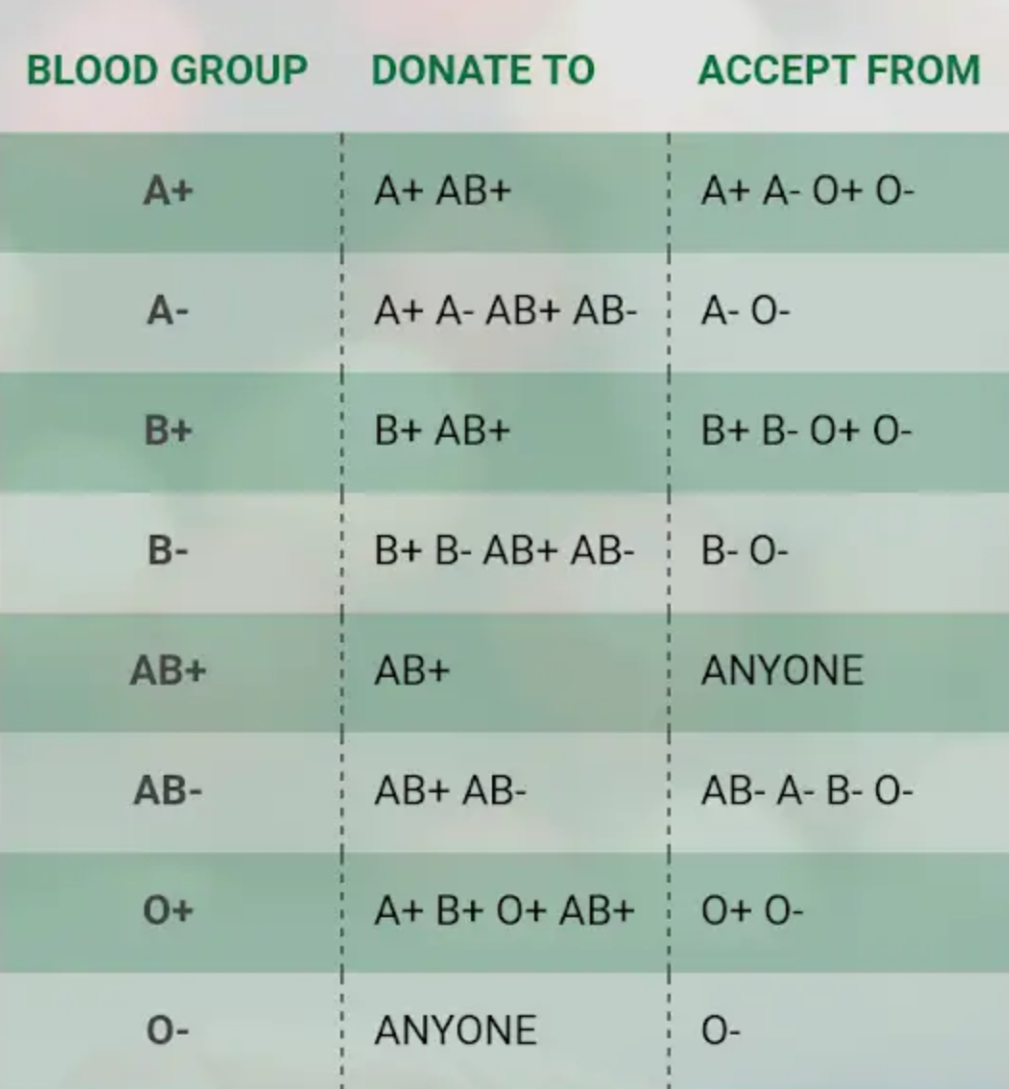 BLOOD GROUP DONATE TO ACCEPT FROM
A+ A+ AB+ A+ A- O+ O-
A- A+ A- AB+ AB- A- O-
B+ B+ AB+ B+ B- O+ O-
B- B+ B- AB+ AB- B- O-
AB+ AB+ ANYONE
AB- AB+ AB- AB- A- B- O-
O+ A+ B+ O+ AB+ O+ O-
O- ANYONE O-